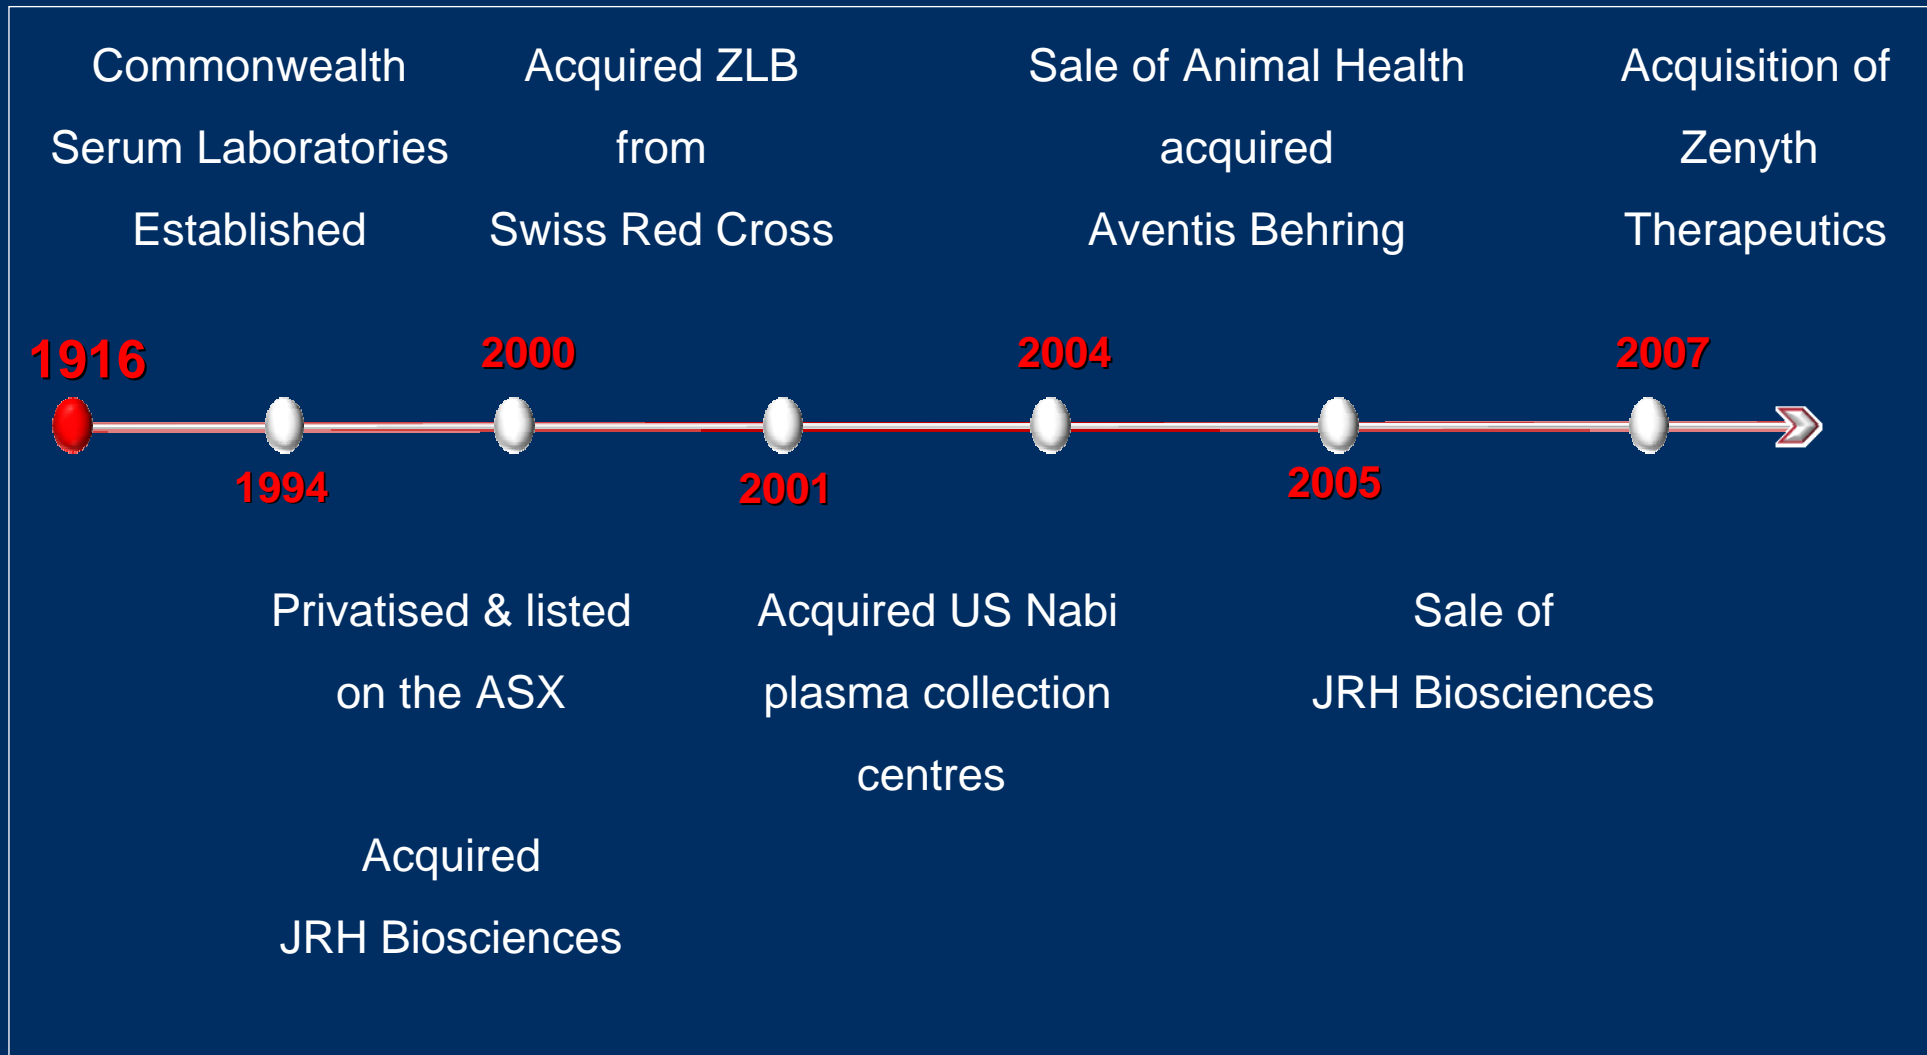 Commonwealth
Serum Laboratories
Established
Acquired ZLB
from
Swiss Red Cross
Sale of Animal Health
acquired
Aventis Behring
Acquisition of
Zenyth
Therapeutics
1916
2000
2004
2007
1994
2001
2005
Privatised & listed
on the ASX
Acquired
JRH Biosciences
Acquired US Nabi
plasma collection
centres
Sale of
JRH Biosciences